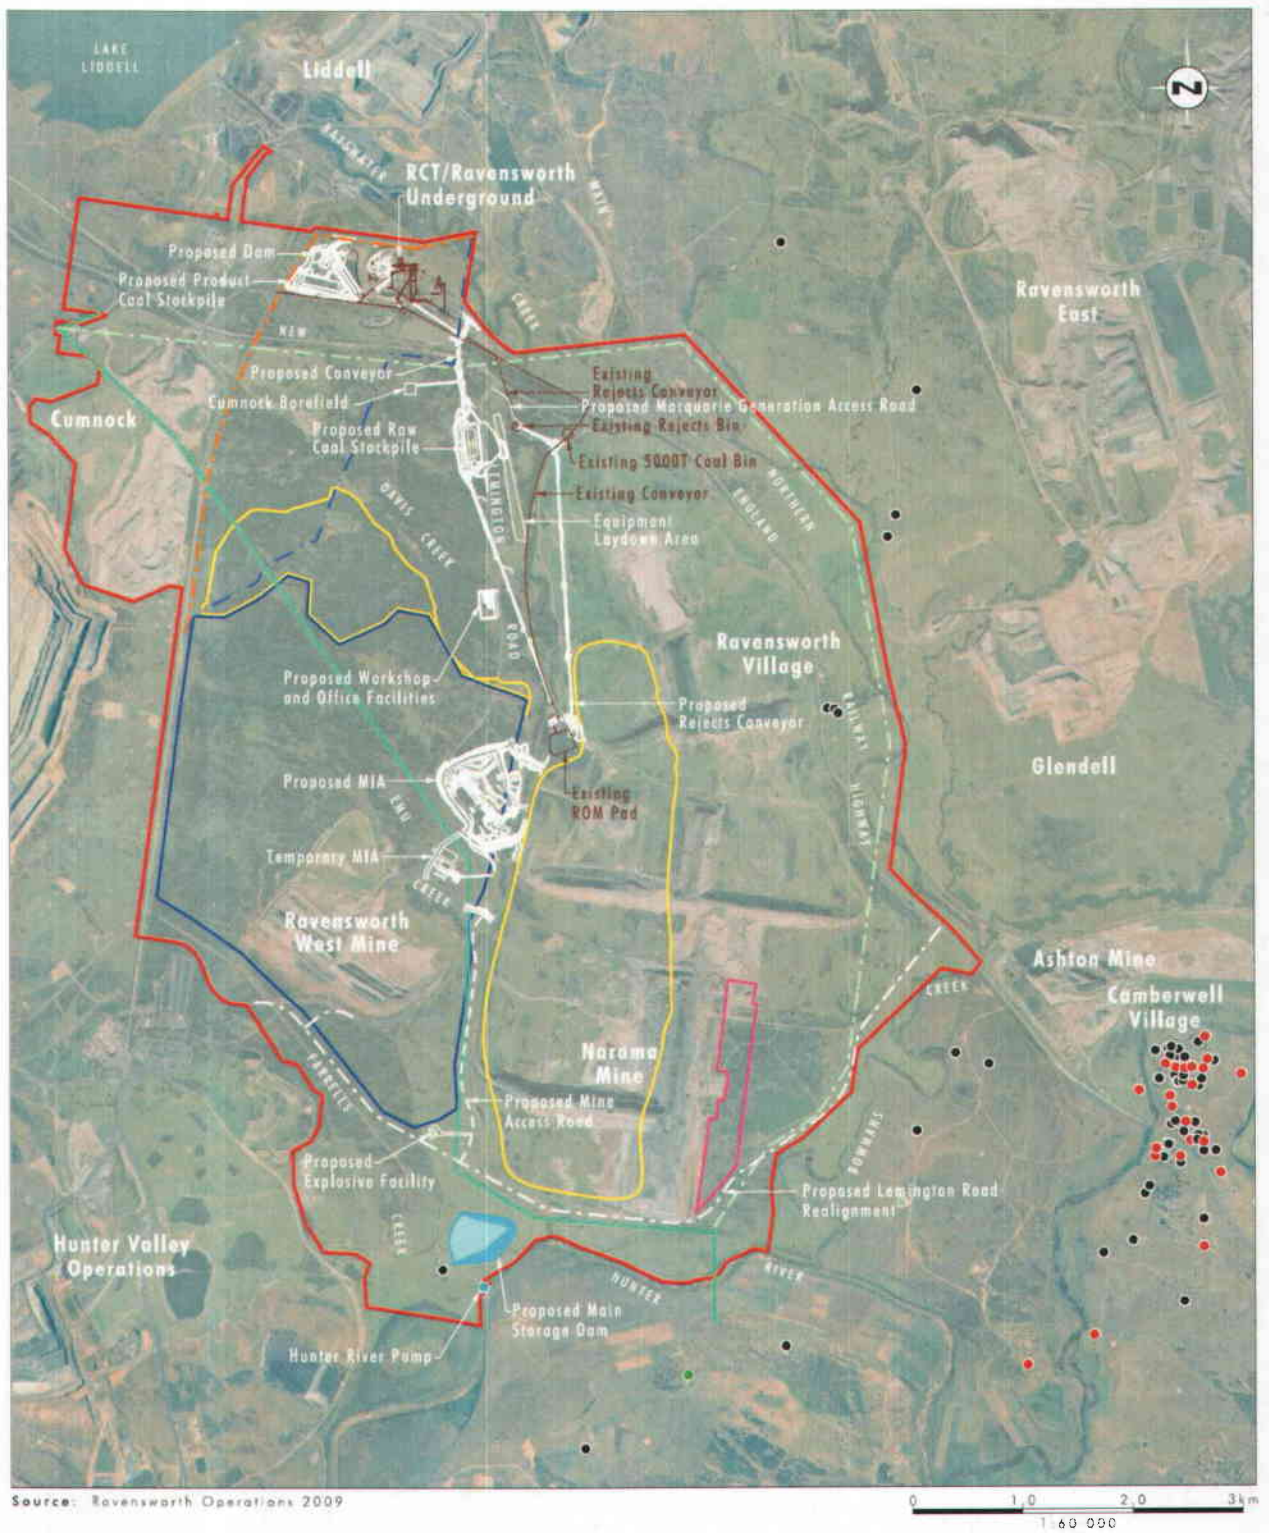 LAKE
LIDDELL
Liddell
BAYSWATER
RCT/Ravensworth
Underground
MAIN
N
Proposed Dam
Proposed Product
Coal Stockpile
CREEK
Ravensworth
East
NEW
Proposed Conveyor
Existing
Rejects Conveyor
Cumnock Borefield
Proposed Macquarie Generation Access Road
Cumnock
Proposed Raw
Coal Stockpile
Existing Rejects Bin
Existing 5000T Coal Bin
LEMINGTON
DAVIS
CREEK
Existing Conveyor
ENGLAND
NORTHERN
Equipment
Laydown Area
ROAD
Ravensworth
Village
Proposed Workshop
and Office Facilities
Proposed
Rejects Conveyor
RAILWAY
Glendell
Proposed MIA
EMU
Existing
ROM Pad
HIGHWAY
Temporary MIA
CREEK
Ravensworth
West Mine
Ashton Mine
CREEK
Camberwell
Village
Narama
Mine
FARRELLS
Proposed Mine
Access Road
BOWMANS
Proposed
Explosive Facility
Proposed Lemington Road
Realignment
CREEK
Hunter Valley
Operations
HUNTER
RIVER
Proposed Main
Storage Dam
Hunter River Pump
Source: Ravensworth Operations 2009
0 1,0 2,0 3km
1:60 000